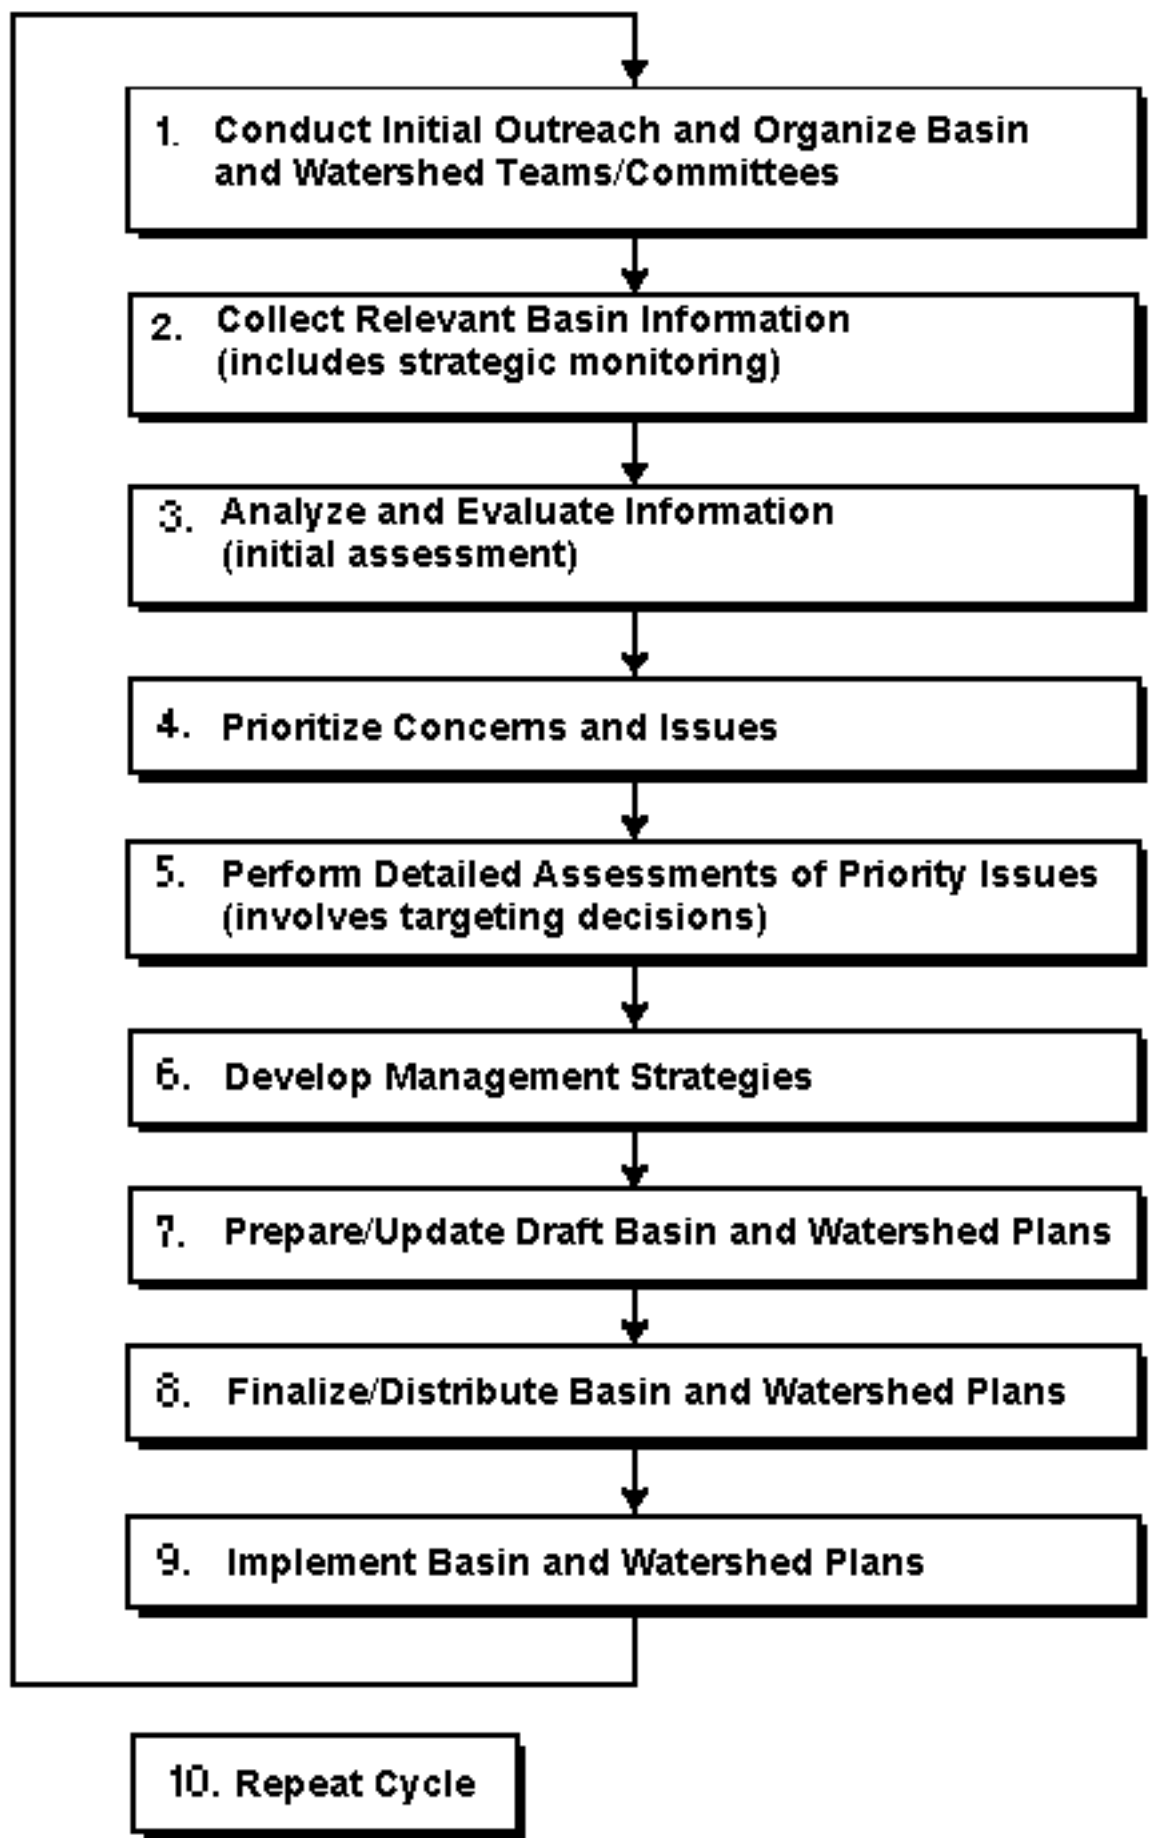 1. Conduct Initial Outreach and Organize Basin
and Watershed Teams/Committees
2. Collect Relevant Basin Information
(includes strategic monitoring)
3. Analyze and Evaluate Information
(initial assessment)
4. Prioritize Concerns and Issues
5. Perform Detailed Assessments of Priority Issues
(involves targeting decisions)
6. Develop Management Strategies
7. Prepare/Update Draft Basin and Watershed Plans
8. Finalize/Distribute Basin and Watershed Plans
9. Implement Basin and Watershed Plans
10. Repeat Cycle